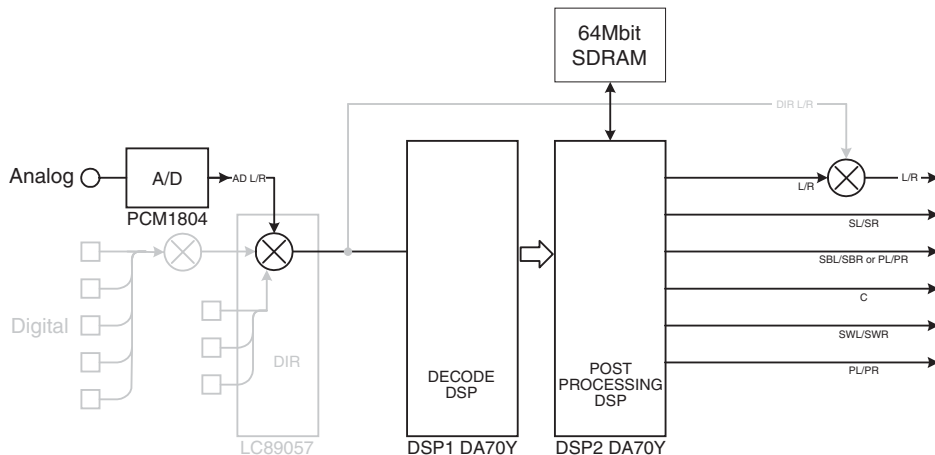 64Mbit
SDRAM
DIR L/R
Analog
A/D
AD L/R
PCM1804
L/R
L/R
SL/SR
SBL/SBR or PL/PR
C
SWL/SWR
PL/PR
Digital
DIR
DECODE
DSP
POST
PROCESSING
DSP
LC89057
DSP1 DA70Y
DSP2 DA70Y